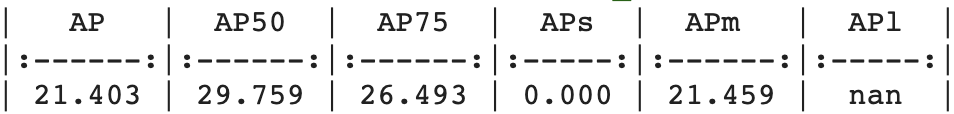 |   AP   |  AP50  |  AP75  |  APs  |  APm   |  APl  |
|:------:|:------:|:------:|:-----:|:------:|:-----:|
| 21.403 | 29.759 | 26.493 | 0.000 | 21.459 |  nan  |